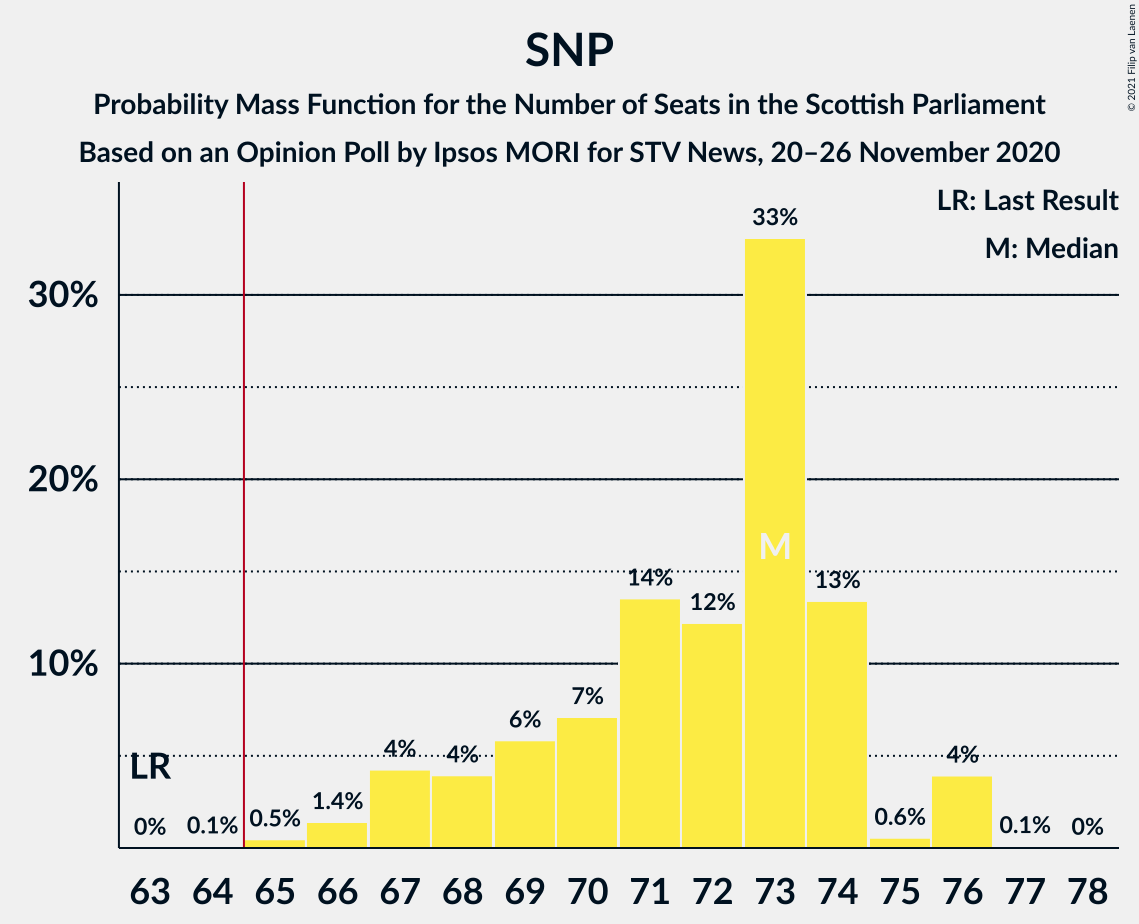 SNP
Probability Mass Function for the Number of Seats in the Scottish Parliament
Based on an Opinion Poll by Ipsos MORI for STV News, 20–26 November 2020
© 2021 Filip van Laenen
LR: Last Result
M: Median
33%
30%
20%
M
14%
13%
12%
10%
7%
6%
4%
4%
4%
LR
1.4%
0%
0.1%
0.5%
0.6%
0.1%
0%
63 64 65 66 67 68 69 70 71 72 73 74 75 76 77 78